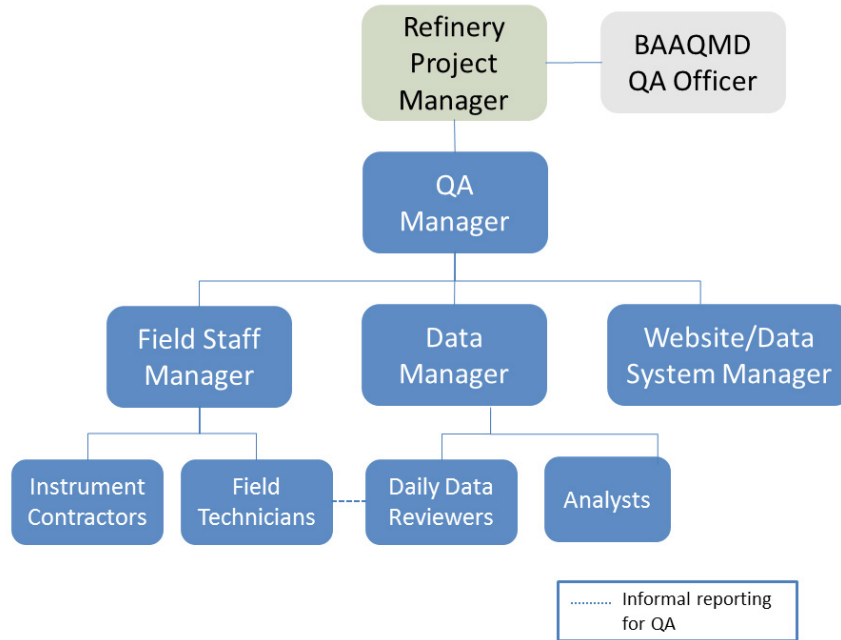 Refinery
Project
Manager
BAAQMD
QA Officer
QA
Manager
Field Staff
Manager
Data
Manager
Website/Data
System Manager
Instrument
Contractors
Field
Technicians
Daily Data
Reviewers
Analysts
Informal reporting
for QA